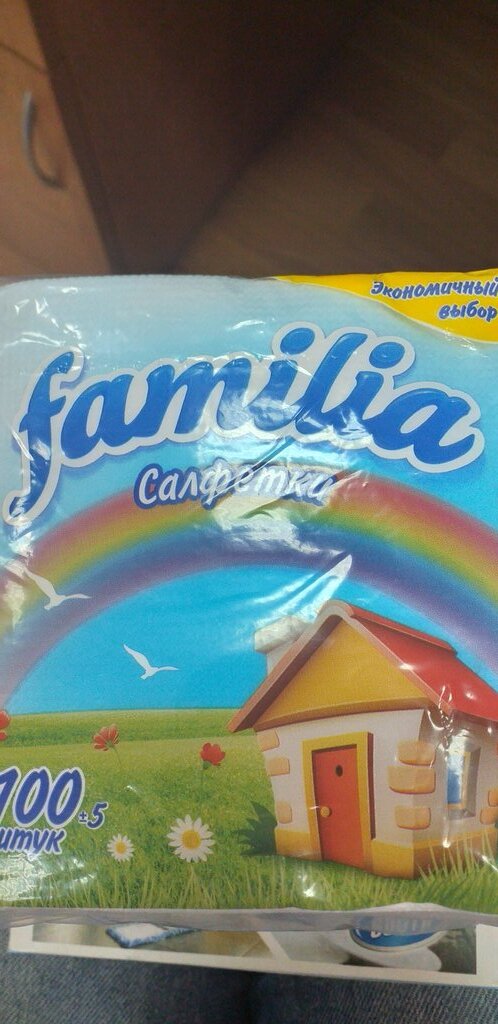 Экономичный
выбор
familia
Салфетки
100 ±5
штук